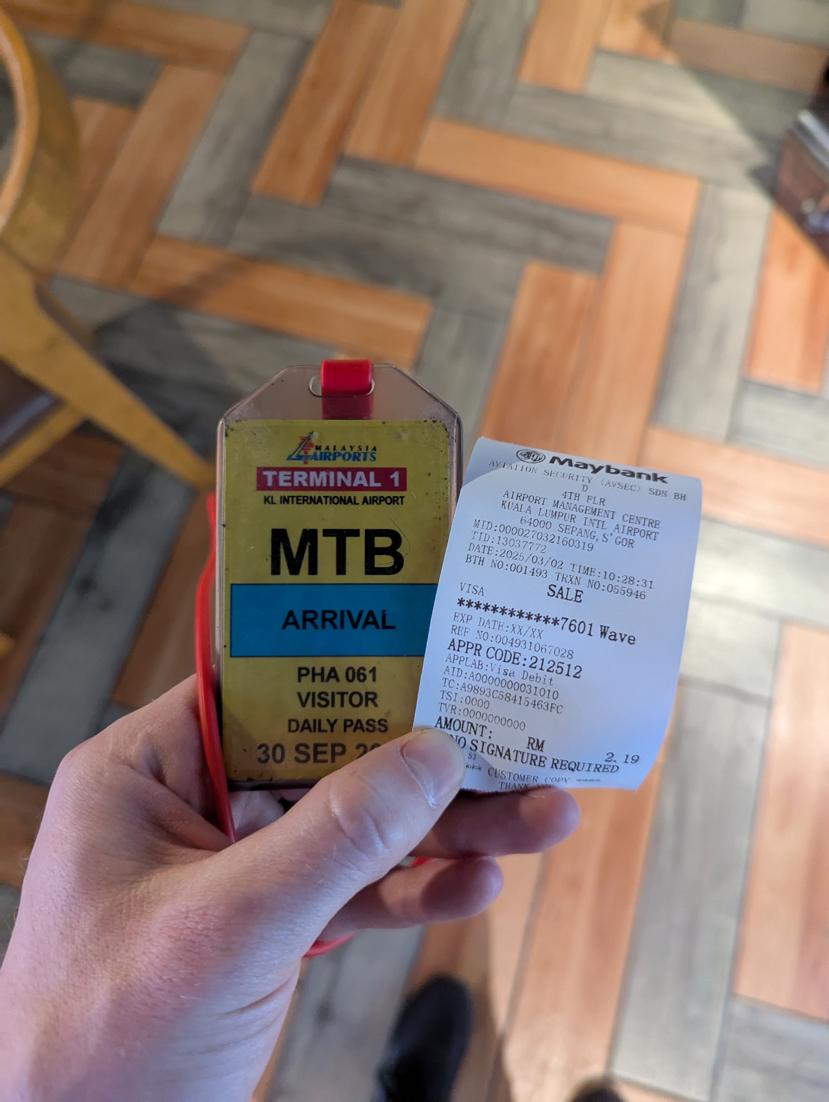 MALAYSIA
AIRPORTS
TERMINAL 1
KL INTERNATIONAL AIRPORT
MTB
ARRIVAL
PHA 061
VISITOR
DAILY PASS
30 SEP
Maybank
AVIATION SECURITY (AVSEC) SDN BH
D
4TH FLR
AIRPORT MANAGEMENT CENTRE
KUALA LUMPUR INTL AIRPORT
64000 SEPANG,S'GOR
MID:000027032160319
TID:13037772
DATE:2025/03/02 TIME:10:28:31
BTH NO:001493 TRXN NO:055946
SALE
VISA
************7601 Wave
EXP DATE:XX/XX
REF NO:004931067028
APPR CODE:212512
APPLAB:Visa Debit
AID:A0000000031010
TC:A9893C58415463FC
TSI:0000
TVR:0000000000
AMOUNT: RM 2.19
NO SIGNATURE REQUIRED
CUSTOMER COPY
THANK